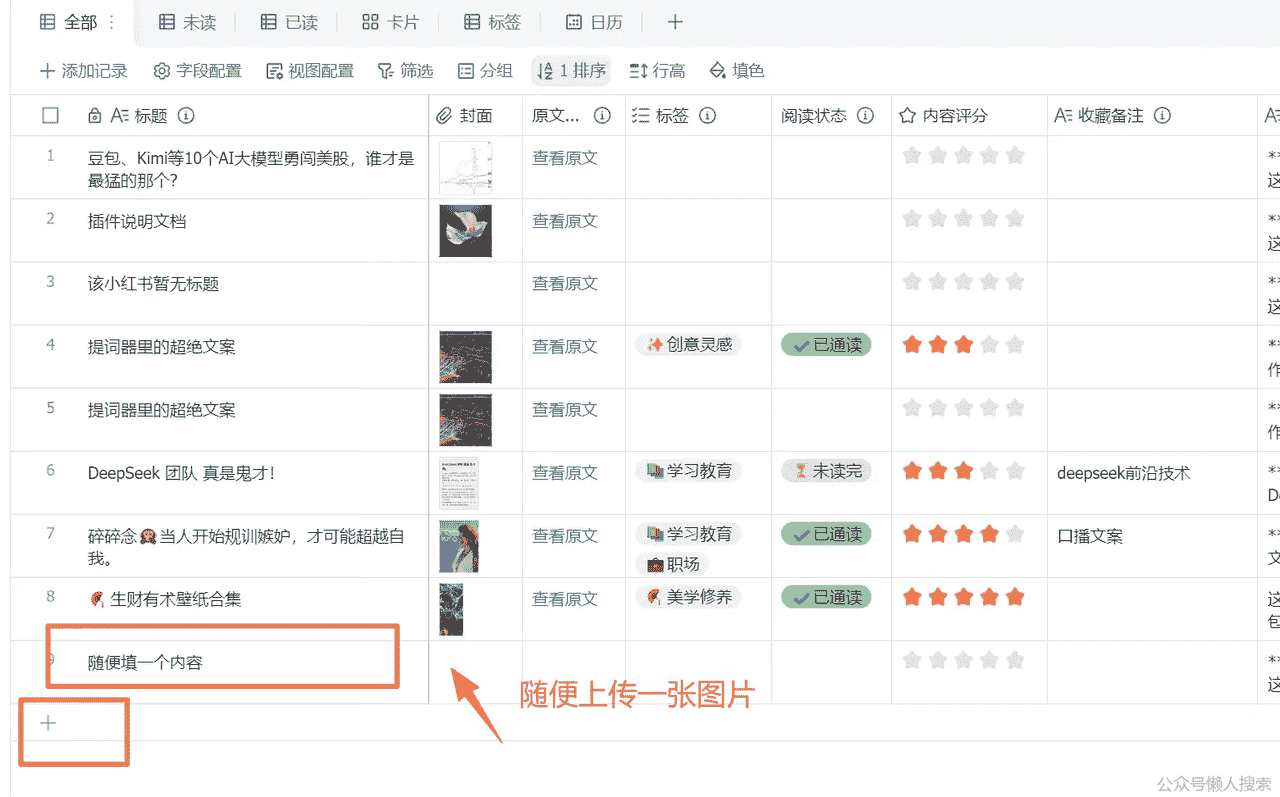 全部 未读 已读 卡片 标签 日历
添加记录 字段配置 视图配置 筛选 分组 1 排序 行高 填色
标题 封面 原文... 标签 阅读状态 内容评分 收藏备注
1 豆包、Kimi等10个AI大模型勇闯美股，谁才是 查看原文 **
最猛的那个？ 这
2 插件说明文档 查看原文 **
这
3 该小红书暂无标题 查看原文 **
这
4 提词器里的超绝文案 查看原文 创意灵感 已通读 **
作
5 提词器里的超绝文案 查看原文 **
作
6 DeepSeek 团队 真是鬼才！ 查看原文 学习教育 未读完 deepseek前沿技术 **
De
7 碎碎念当人开始规训嫉妒，才可能超越自 查看原文 学习教育 已通读 口播文案 **
我。 职场 文
8 生财有术壁纸合集 查看原文 美学修养 已通读 这
包
9 随便填一个内容 **
这
随便上传一张图片
公众号懒人搜索